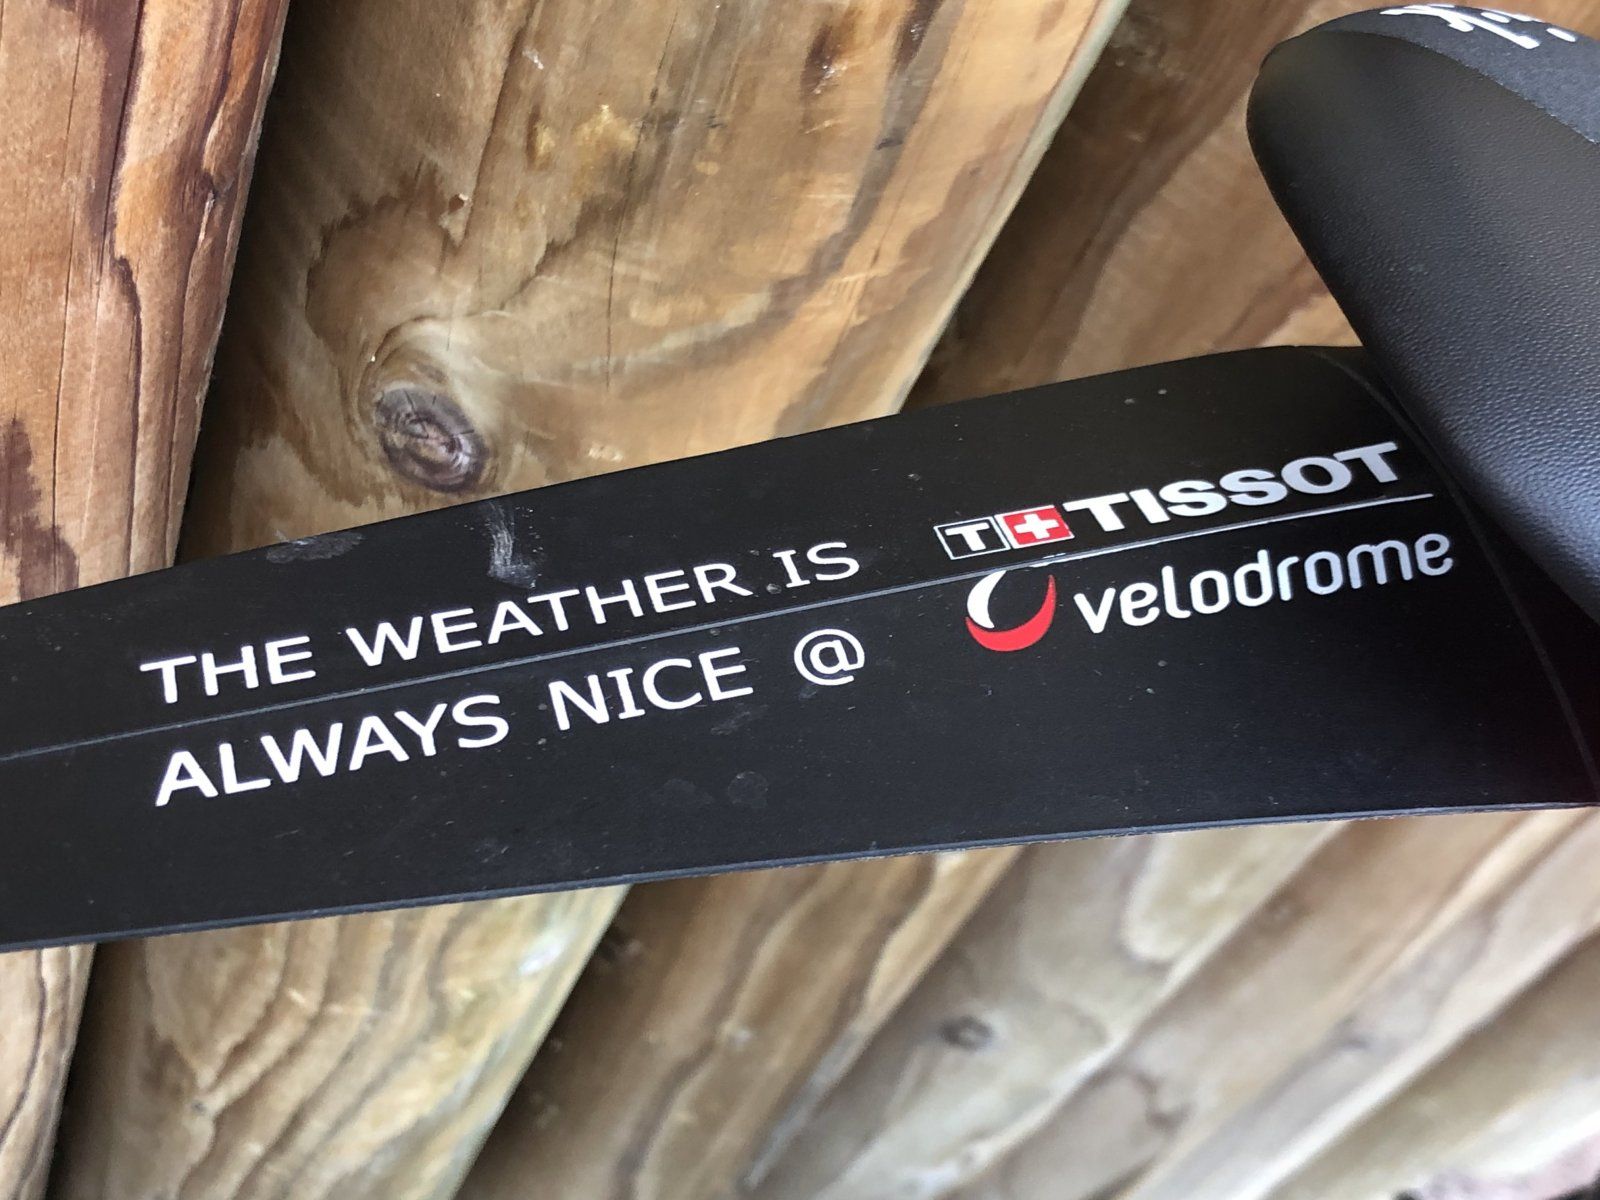 THE WEATHER IS
ALWAYS NICE @
T+ TISSOT
velodrome